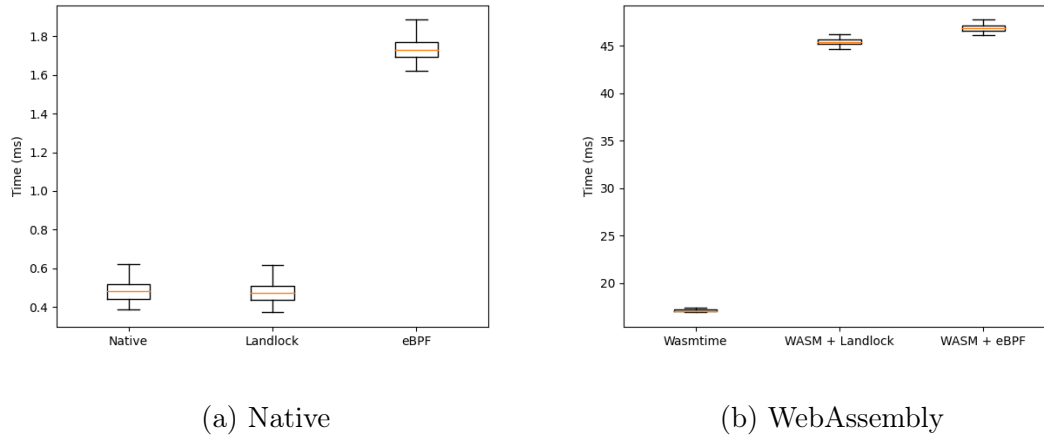 Time (ms)
1.8
1.6
1.4
1.2
1.0
0.8
0.6
0.4
Native
Landlock
eBPF
(a) Native
Time (ms)
45
40
35
30
25
20
Wasmtime
WASM + Landlock
WASM + eBPF
(b) WebAssembly